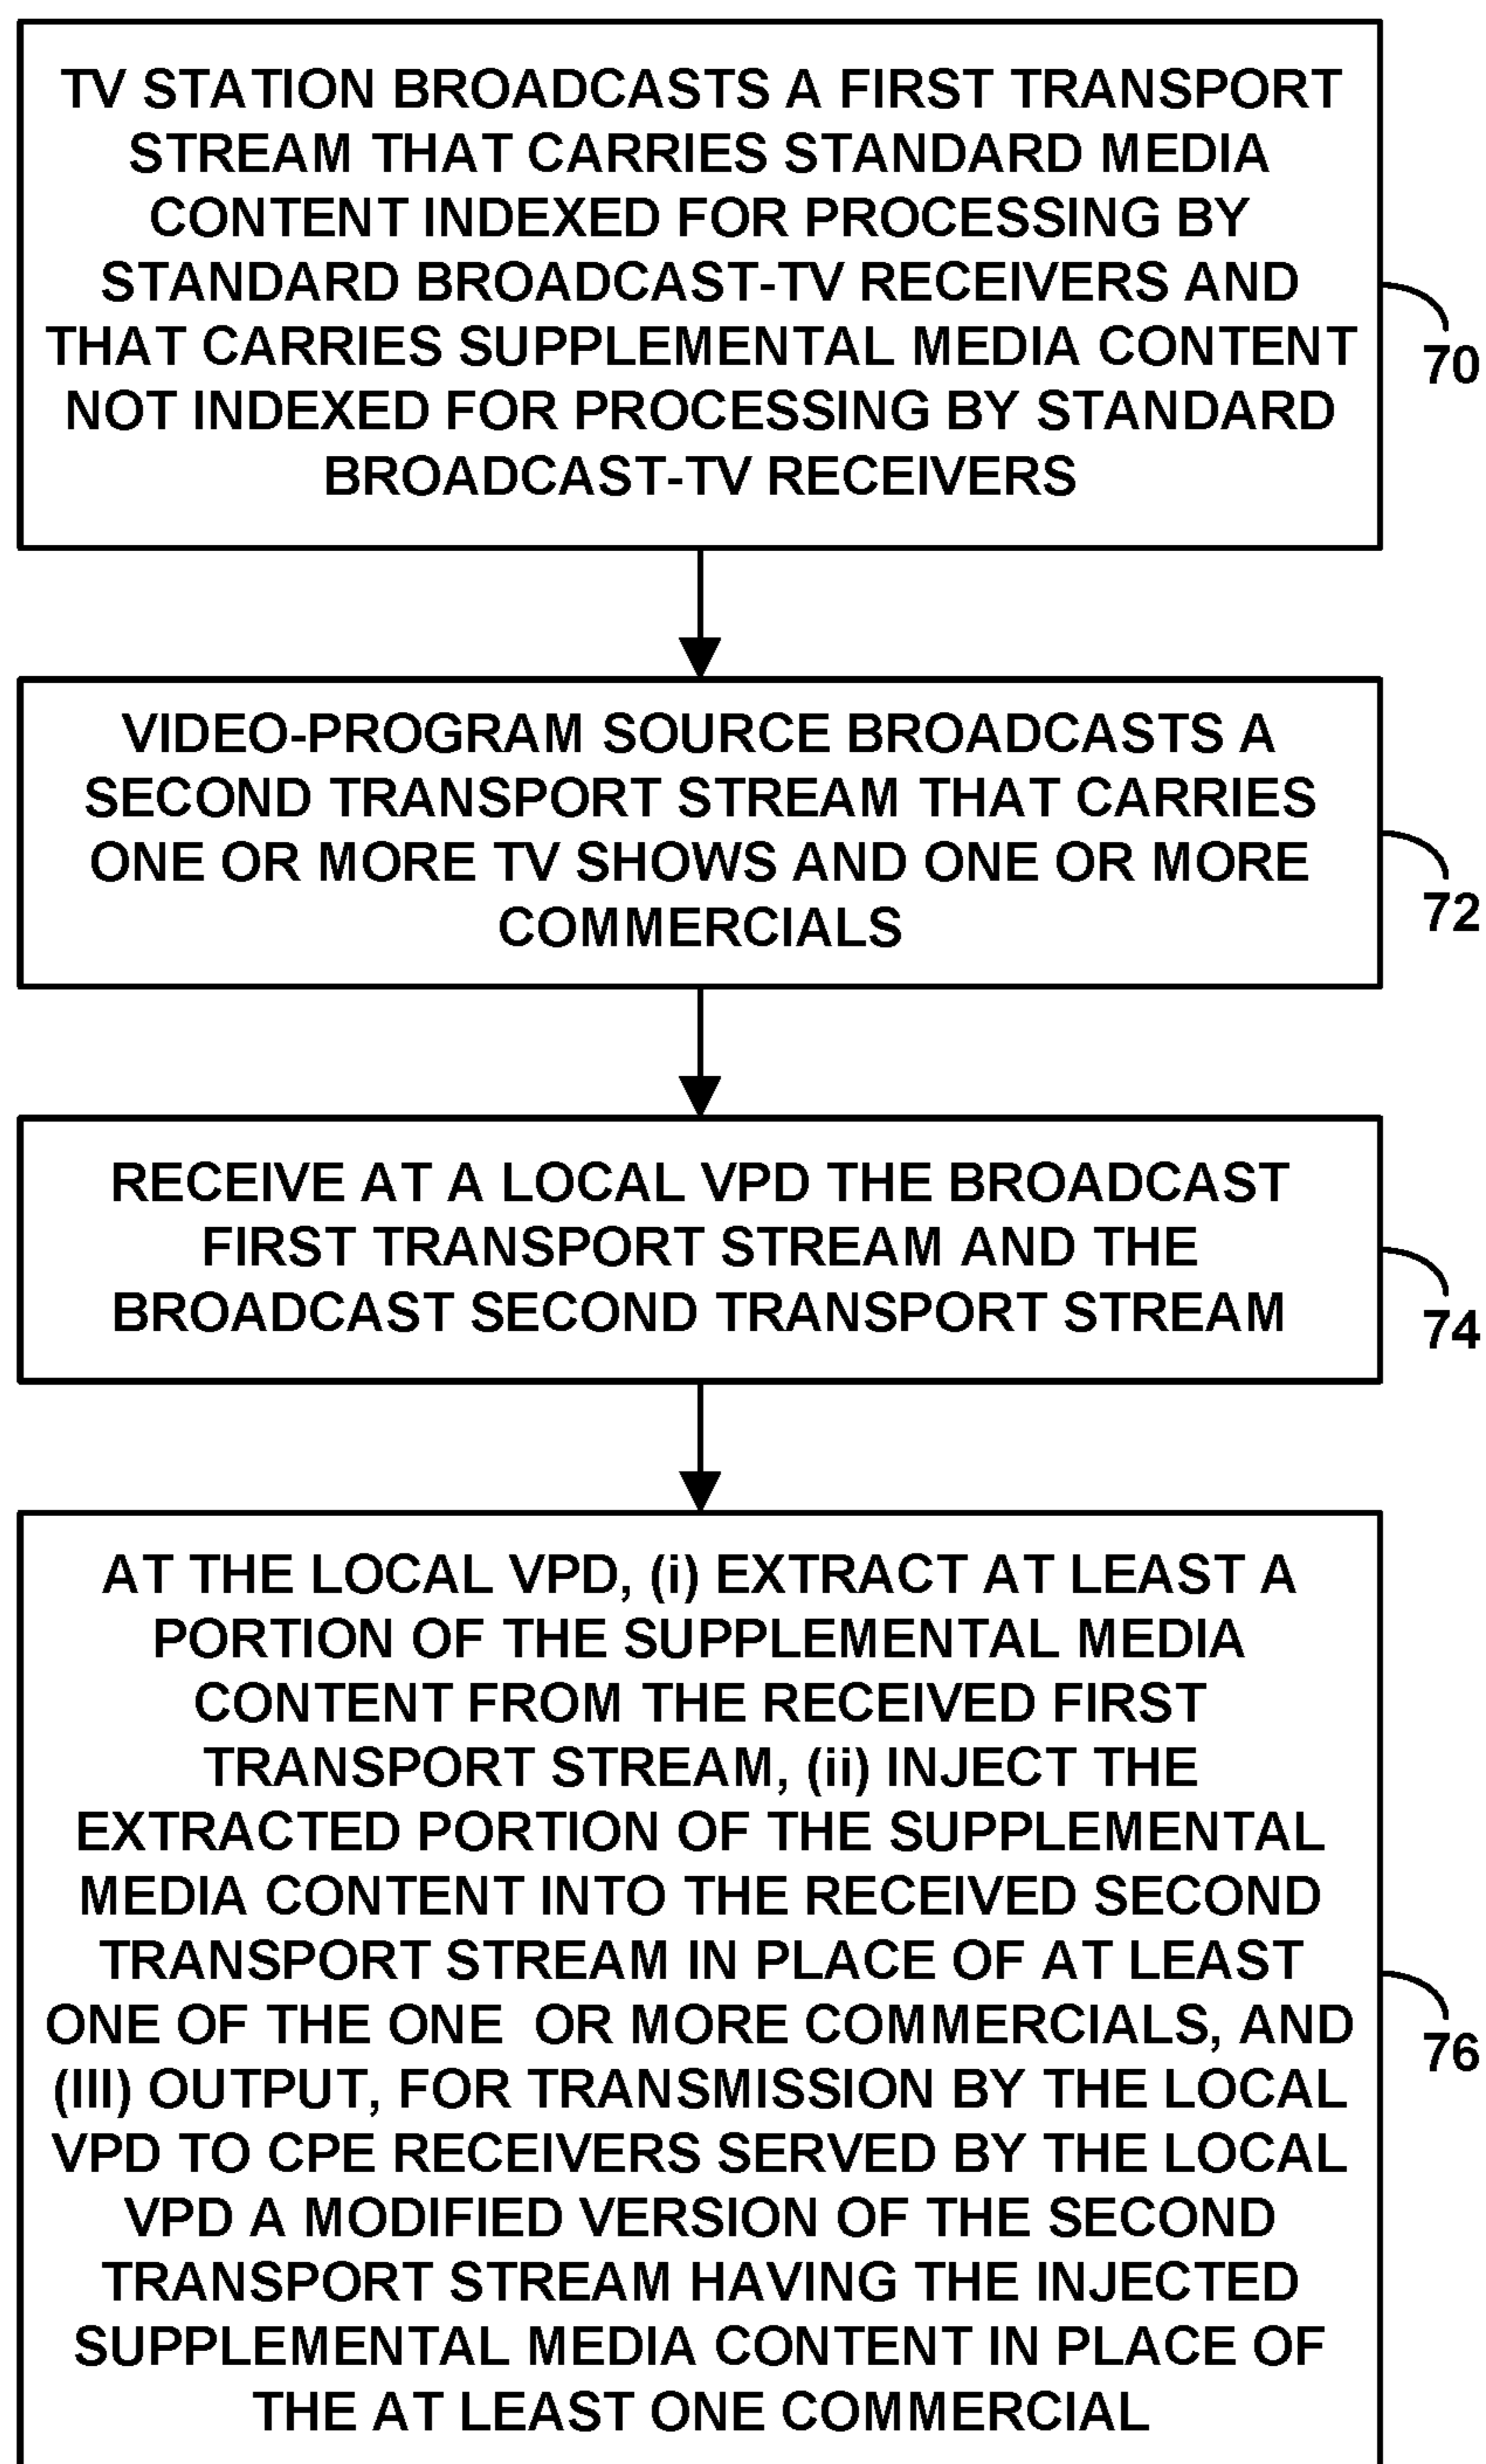 TV STATION BROADCASTS A FIRST TRANSPORT
STREAM THAT CARRIES STANDARD MEDIA
CONTENT INDEXED FOR PROCESSING BY
STANDARD BROADCAST-TV RECEIVERS AND
THAT CARRIES SUPPLEMENTAL MEDIA CONTENT
NOT INDEXED FOR PROCESSING BY STANDARD
BROADCAST-TV RECEIVERS
70
VIDEO-PROGRAM SOURCE BROADCASTS A
SECOND TRANSPORT STREAM THAT CARRIES
ONE OR MORE TV SHOWS AND ONE OR MORE
COMMERCIALS
72
RECEIVE AT A LOCAL VPD THE BROADCAST
FIRST TRANSPORT STREAM AND THE
BROADCAST SECOND TRANSPORT STREAM
74
AT THE LOCAL VPD, (i) EXTRACT AT LEAST A
PORTION OF THE SUPPLEMENTAL MEDIA
CONTENT FROM THE RECEIVED FIRST
TRANSPORT STREAM, (ii) INJECT THE
EXTRACTED PORTION OF THE SUPPLEMENTAL
MEDIA CONTENT INTO THE RECEIVED SECOND
TRANSPORT STREAM IN PLACE OF AT LEAST
ONE OF THE ONE OR MORE COMMERCIALS, AND
(III) OUTPUT, FOR TRANSMISSION BY THE LOCAL
VPD TO CPE RECEIVERS SERVED BY THE LOCAL
VPD A MODIFIED VERSION OF THE SECOND
TRANSPORT STREAM HAVING THE INJECTED
SUPPLEMENTAL MEDIA CONTENT IN PLACE OF
THE AT LEAST ONE COMMERCIAL
76